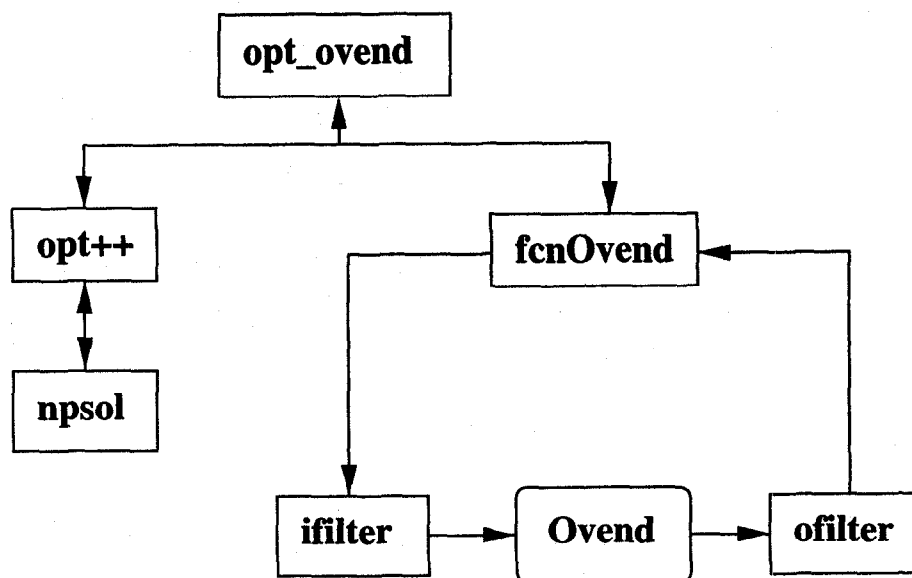 opt_ovend
opt++
fcnOvend
npsol
ifilter
Ovend
ofilter